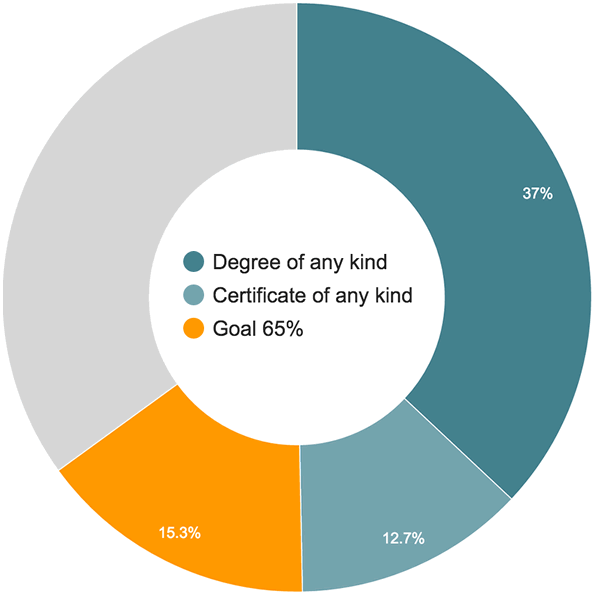 37%
Degree of any kind
Certificate of any kind
Goal 65%
15.3%
12.7%